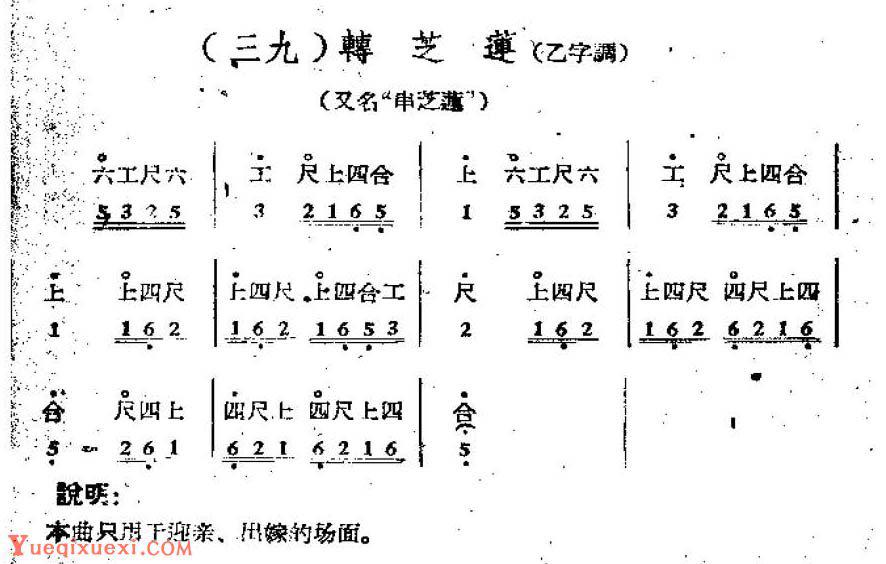 （三九）轉芝蓮（乙字調）
（又名“串芝蓮”）
六工尺六 | 工 尺上四合 | 上 六工尺六 | 工 尺上四合
5 3 2 5 3 2 1 6 5 1 5 3 2 5 3 2 1 6 5
上 上四尺 | 上四尺 上四合工 | 尺 上四尺 | 上四尺 四尺上四
1 1 6 2 1 6 2 1 6 5 3 2 1 6 2 1 6 2 6 2 1 6
合 尺四上 | 四尺上 四尺上四 | 合
5 - 2 6 1 6 2 1 6 2 1 6 5
說明：
本曲只用于迎亲、出嫁的场面。
Yueqixuexi.com